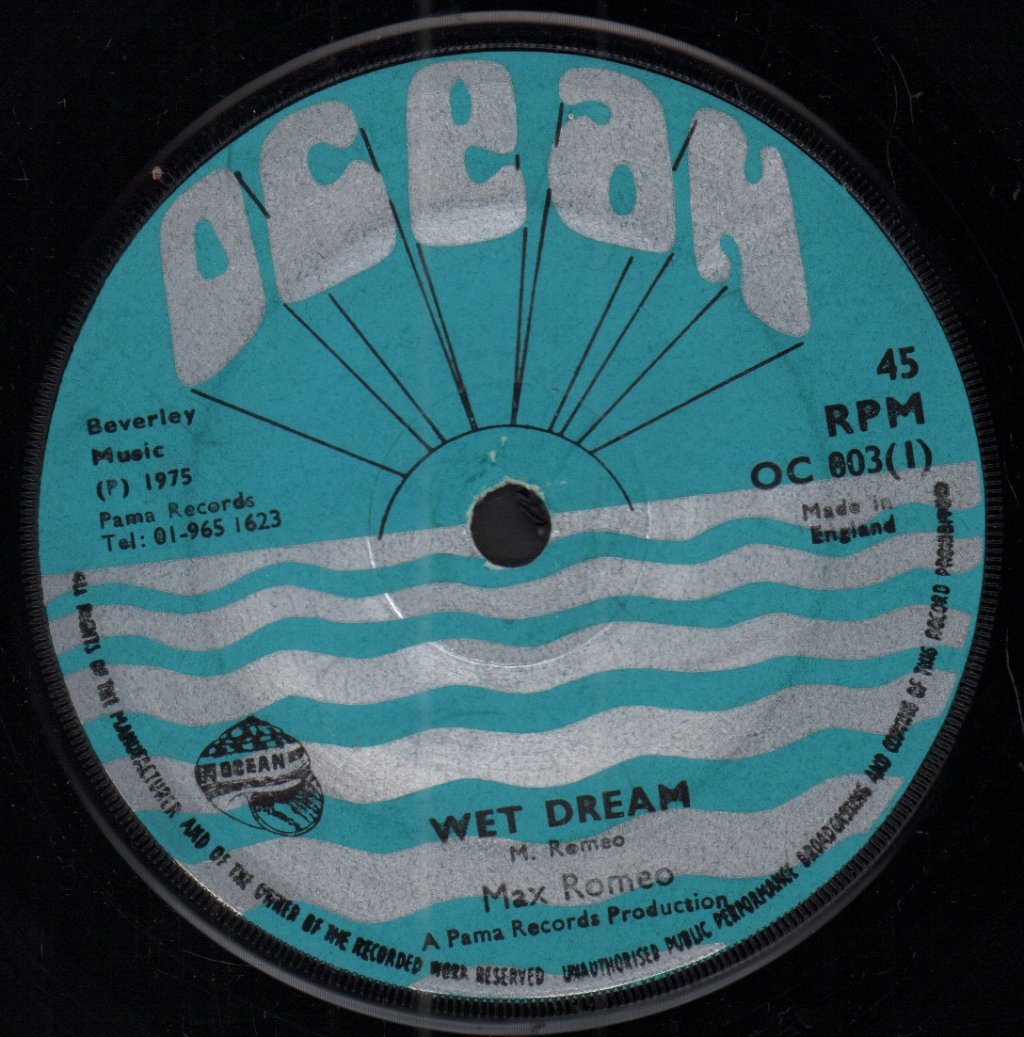 Ocean
45
RPM
OC 003(1)
Made in
England
Beverley
Music
(P) 1975
Pama Records
Tel: 01-965 1623
OCEAN
WET DREAM
M. Romeo
Max Romeo
A Pama Records Production
ALL RIGHTS OF THE MANUFACTURER AND OF THE OWNER OF THE RECORDED WORK RESERVED UNAUTHORISED PUBLIC PERFORMANCE BROADCASTING AND COPYING OF THIS RECORD PROHIBITED